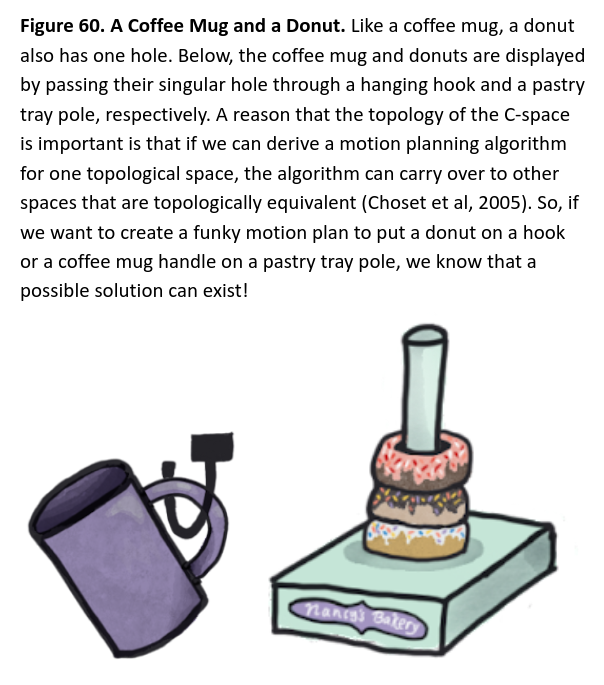 Figure 60. A Coffee Mug and a Donut. Like a coffee mug, a donut
also has one hole. Below, the coffee mug and donuts are displayed
by passing their singular hole through a hanging hook and a pastry
tray pole, respectively. A reason that the topology of the C-space
is important is that if we can derive a motion planning algorithm
for one topological space, the algorithm can carry over to other
spaces that are topologically equivalent (Choset et al, 2005). So, if
we want to create a funky motion plan to put a donut on a hook
or a coffee mug handle on a pastry tray pole, we know that a
possible solution can exist!
Nancy's Bakery